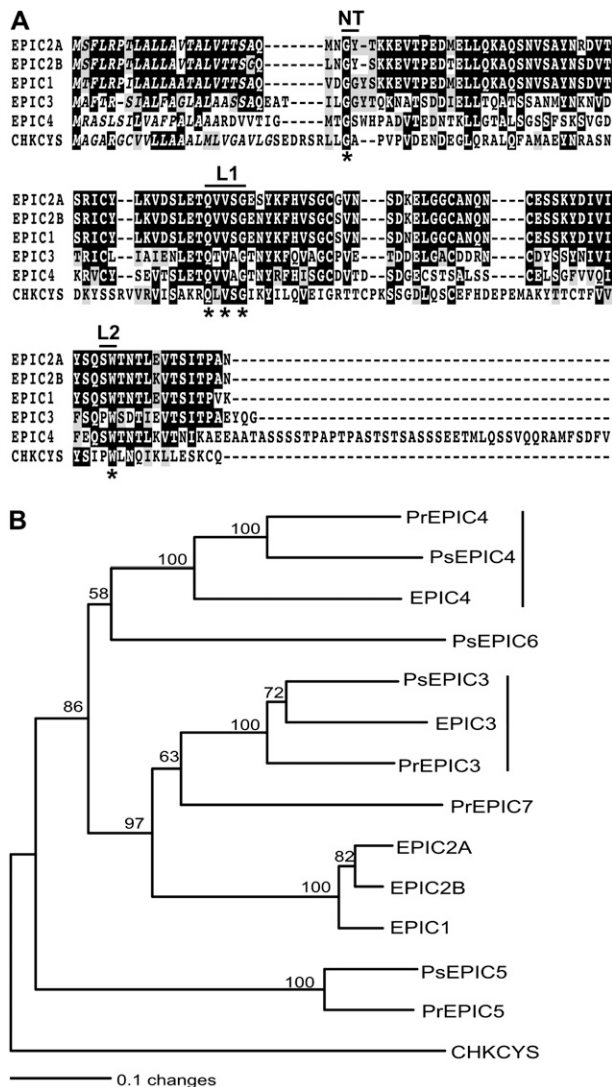 A
NT
EPIC2A MSFLRPTLALLAVTALVTTSAQ-------MNGY-TKKEVTPEDMELLQKAQSNVSAYNRDVT
EPIC2B MSFLRPTLALLAVTALVTTSGQ-------LNGY-SKKEVTPEDTELLQKAQSNVSAYNSDVT
EPIC1 MTFLRPILALLAATALVTTSAQ-------VDGGYSKKEVTPEDMELLQKAQSNVSAYNSDVT
EPIC3 MAFTR-SIALFAGLALAASSAQEAT----ILGGYTQKNATSDDIELLTQATSSANMYNKNVD
EPIC4 MRASLSILVAFPALAAARDVVTIG-----MTGSWHPADVTEDNTKLLGTALSGSSFSKSVGD
CHKCYS MAGARGCVVLLAAALMLVGAVLGSEDRSRLLGA--PVPVDENDEGLQRALQFAMAEYNRASN
*
L1
EPIC2A SRICY--LKVDSLETQVVSGESYKFHVSGCGVN---SDKELGGCANQN----CESSKYDIVI
EPIC2B SRICY--LKVDSLETQVVSGENYKFHVSGCSVN---SDKELGGCANQN----CESSKYDIVI
EPIC1 SRICY--LKVDSLETQVVSGENYKFHVSGCSVN---SDKELGGCANQN----CESSKYDIVI
EPIC3 TRICL--IAIENLETQTVAGTNYKFQVAGCPVE---TDDELGACDDRN----CDYSSYNIVI
EPIC4 KRVCY--SEVTSLETQVVAGTNYRFHISGCDVT---SDGECSTSALSS----CELSGFVVQI
CHKCYS DKYSSRVVRVISAKRQLVSGIKYILQVEIGRTTCPKSSGDLQSCEFHDEPEMAKYTTCTFVV
* * *
L2
EPIC2A YSQSWTNTLEVTSITPAN--------------------------------------------
EPIC2B YSQSWTNTLKVTSITPAN--------------------------------------------
EPIC1 YSQSWTNTLEVTSITPVK--------------------------------------------
EPIC3 FSQPWSDTIEVTSITPAEYQG-----------------------------------------
EPIC4 FEQSWTNTLKVTNIKAEEAATASSSSTPAPTPASTSTSASSSEETMLQSSVQQRAMFSDFV
CHKCYS YSIPWLNQIKLLESKCQ---------------------------------------------
*
B
100 PrEPIC4
100 PsEPIC4
58 EPIC4
PsEPIC6
86
72 PsEPIC3
100 EPIC3
63 PrEPIC3
PrEPIC7
97
82 EPIC2A
100 EPIC2B
EPIC1
100 PsEPIC5
PrEPIC5
CHKCYS
0.1 changes